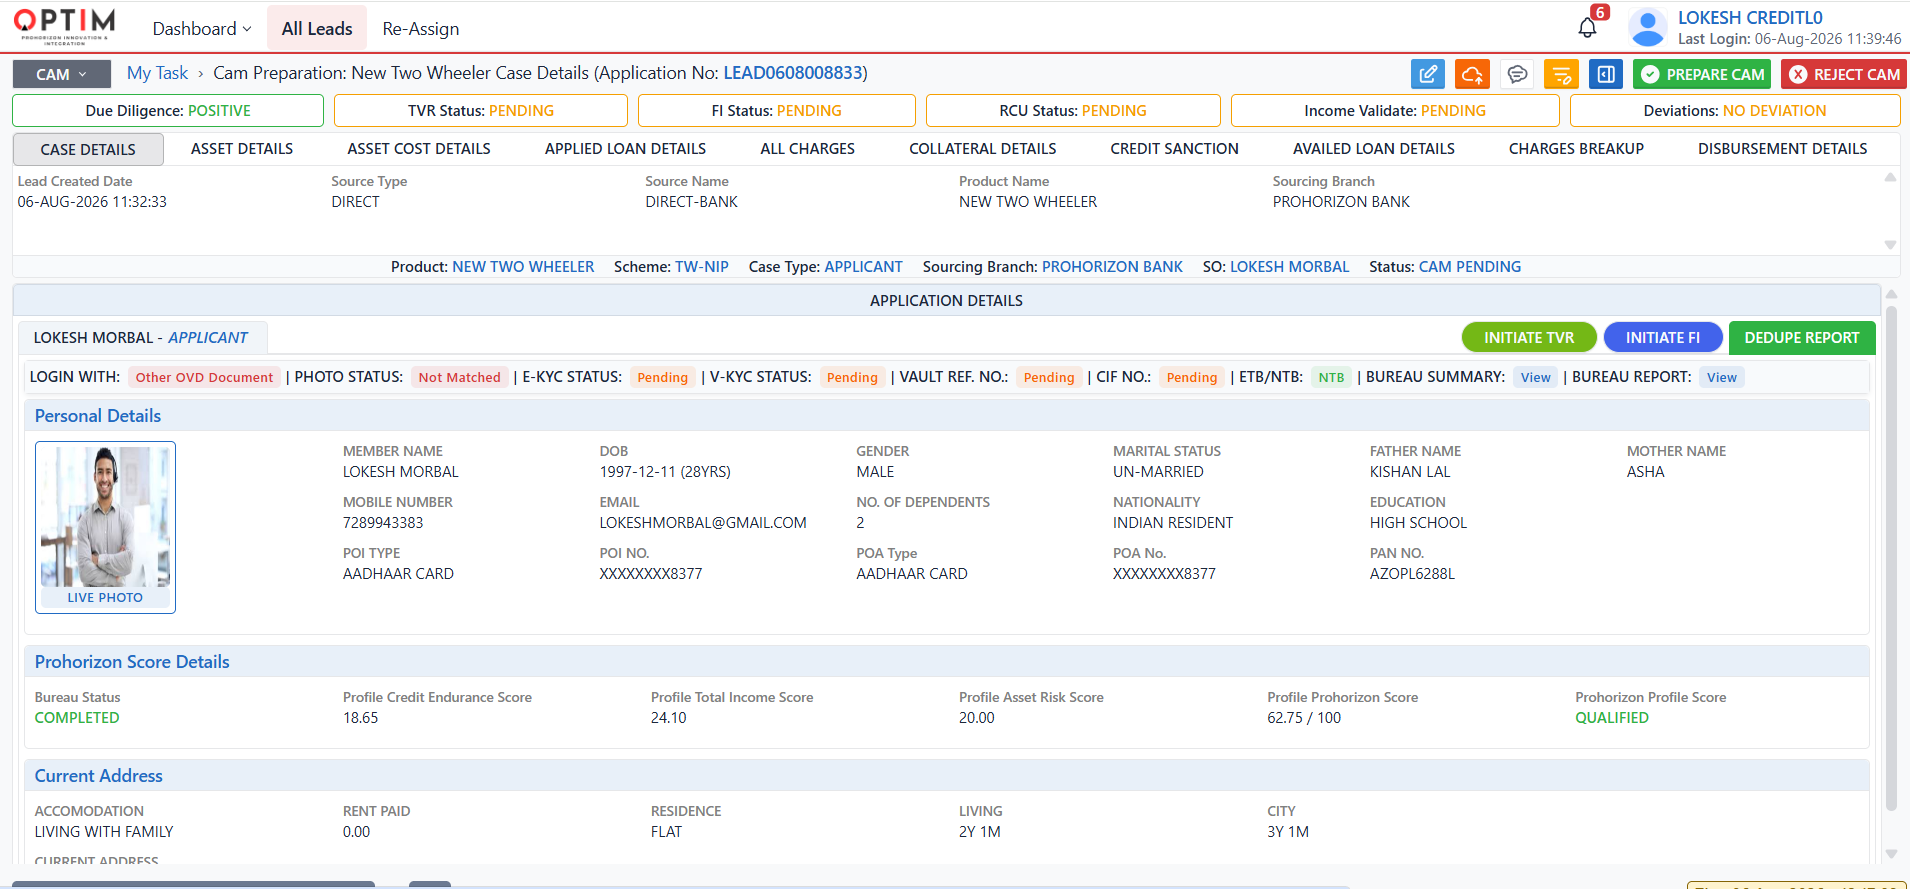 OPTIM
PROHORIZON INNOVATION &
INTEGRATION
Dashboard
All Leads
Re-Assign
6
LOKESH CREDITL0
Last Login: 06-Aug-2026 11:39:46
CAM
My Task › Cam Preparation: New Two Wheeler Case Details (Application No: LEAD0608008833)
PREPARE CAM
REJECT CAM
Due Diligence: POSITIVE
TVR Status: PENDING
FI Status: PENDING
RCU Status: PENDING
Income Validate: PENDING
Deviations: NO DEVIATION
CASE DETAILS
ASSET DETAILS
ASSET COST DETAILS
APPLIED LOAN DETAILS
ALL CHARGES
COLLATERAL DETAILS
CREDIT SANCTION
AVAILED LOAN DETAILS
CHARGES BREAKUP
DISBURSEMENT DETAILS
Lead Created Date
06-AUG-2026 11:32:33
Source Type
DIRECT
Source Name
DIRECT-BANK
Product Name
NEW TWO WHEELER
Sourcing Branch
PROHORIZON BANK
Product: NEW TWO WHEELER Scheme: TW-NIP Case Type: APPLICANT Sourcing Branch: PROHORIZON BANK SO: LOKESH MORBAL Status: CAM PENDING
APPLICATION DETAILS
LOKESH MORBAL - APPLICANT
INITIATE TVR
INITIATE FI
DEDUPE REPORT
LOGIN WITH: Other OVD Document | PHOTO STATUS: Not Matched | E-KYC STATUS: Pending | V-KYC STATUS: Pending | VAULT REF. NO.: Pending | CIF NO.: Pending | ETB/NTB: NTB | BUREAU SUMMARY: View | BUREAU REPORT: View
Personal Details
LIVE PHOTO
MEMBER NAME
LOKESH MORBAL
DOB
1997-12-11 (28YRS)
GENDER
MALE
MARITAL STATUS
UN-MARRIED
FATHER NAME
KISHAN LAL
MOTHER NAME
ASHA
MOBILE NUMBER
7289943383
EMAIL
LOKESHMORBAL@GMAIL.COM
NO. OF DEPENDENTS
2
NATIONALITY
INDIAN RESIDENT
EDUCATION
HIGH SCHOOL
POI TYPE
AADHAAR CARD
POI NO.
XXXXXXXX8377
POA Type
AADHAAR CARD
POA No.
XXXXXXXX8377
PAN NO.
AZOPL6288L
Prohorizon Score Details
Bureau Status
COMPLETED
Profile Credit Endurance Score
18.65
Profile Total Income Score
24.10
Profile Asset Risk Score
20.00
Profile Prohorizon Score
62.75 / 100
Prohorizon Profile Score
QUALIFIED
Current Address
ACCOMODATION
LIVING WITH FAMILY
RENT PAID
0.00
RESIDENCE
FLAT
LIVING
2Y 1M
CITY
3Y 1M
CURRENT ADDRESS